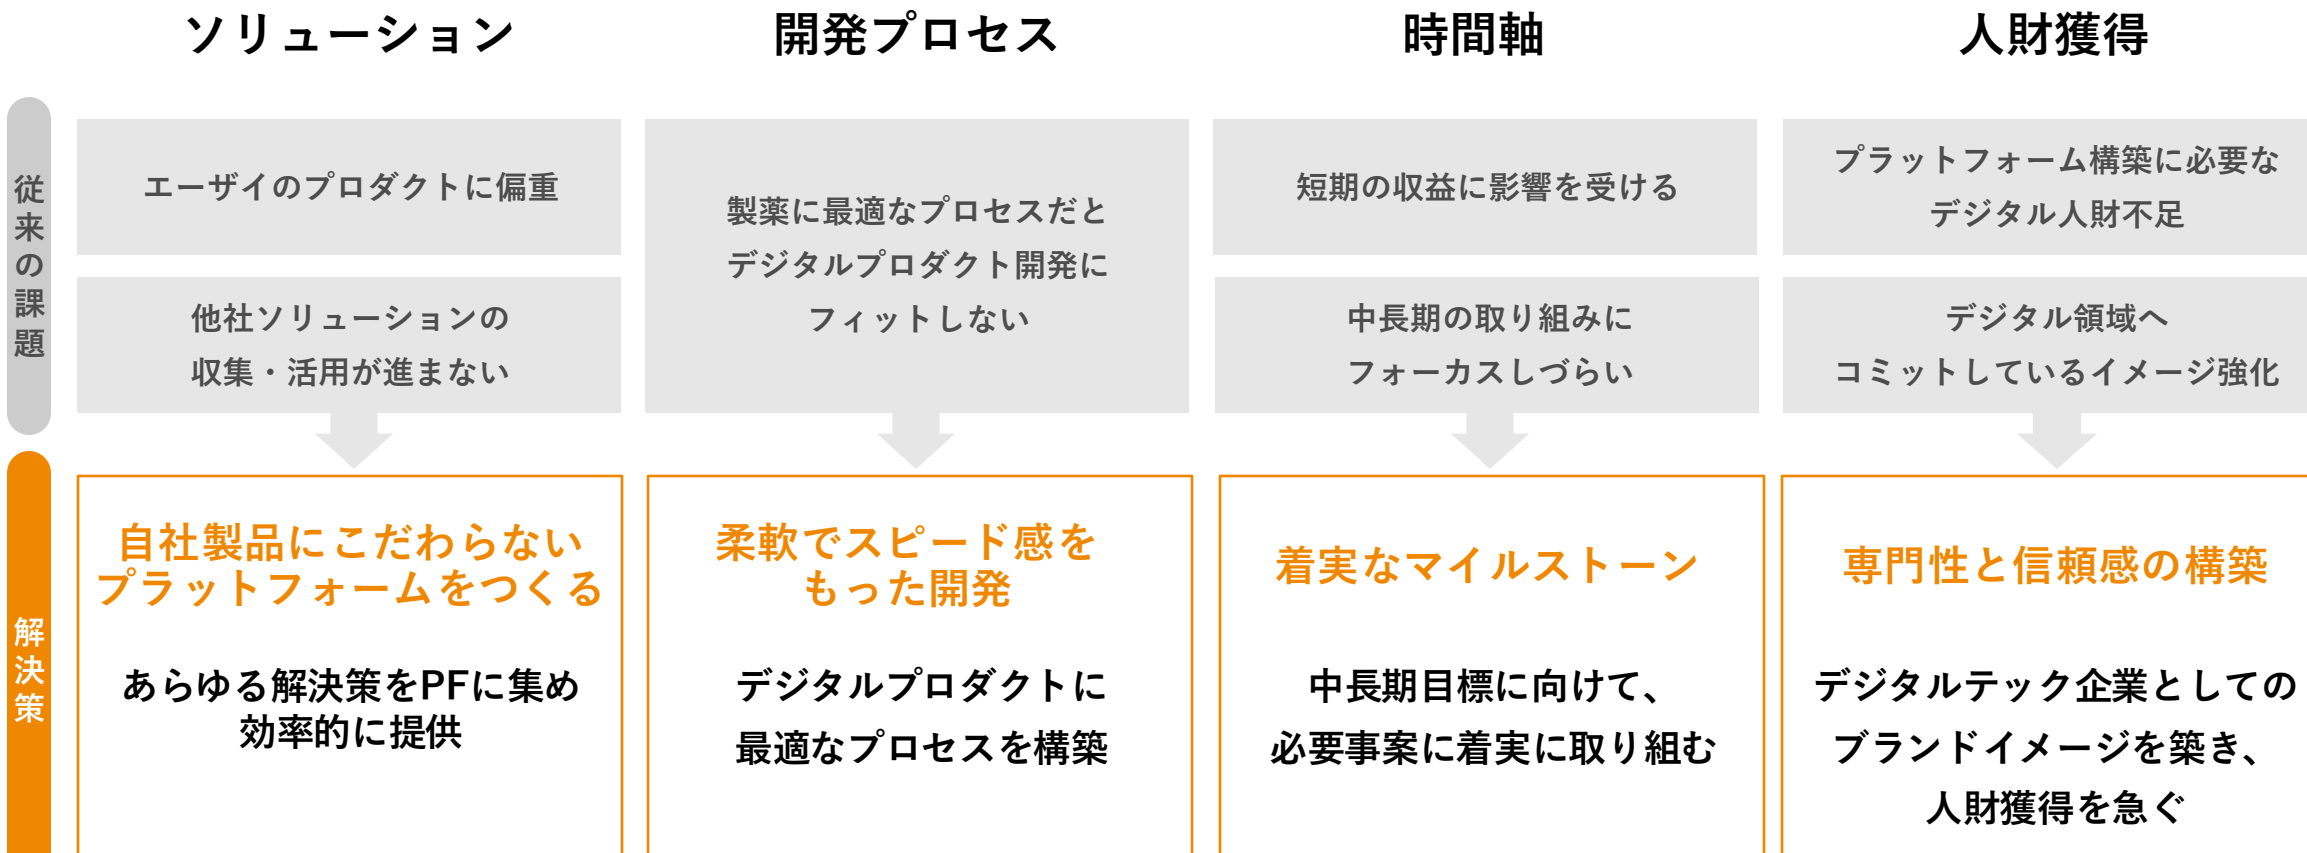 ソリューション
開発プロセス
時間軸
人財獲得
従来の課題
エーザイのプロダクトに偏重
他社ソリューションの
収集・活用が進まない
製薬に最適なプロセスだと
デジタルプロダクト開発に
フィットしない
短期の収益に影響を受ける
中長期の取り組みに
フォーカスしづらい
プラットフォーム構築に必要な
デジタル人財不足
デジタル領域へ
コミットしているイメージ強化
解決策
自社製品にこだわらない
プラットフォームをつくる
あらゆる解決策をPFに集め
効率的に提供
柔軟でスピード感を
もった開発
デジタルプロダクトに
最適なプロセスを構築
着実なマイルストーン
中長期目標に向けて、
必要事案に着実に取り組む
専門性と信頼感の構築
デジタルテック企業としての
ブランドイメージを築き、
人財獲得を急ぐ